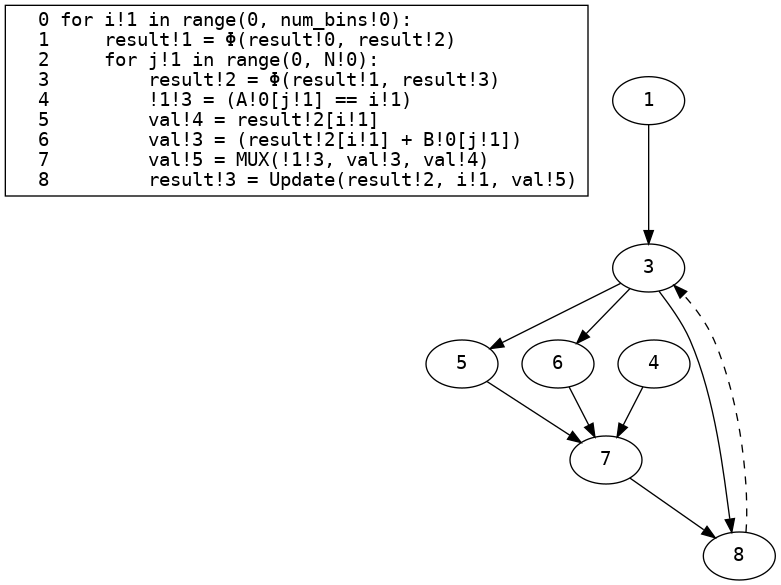 0 for i!1 in range(0, num_bins!0):
1     result!1 = Φ(result!0, result!2)
2     for j!1 in range(0, N!0):
3         result!2 = Φ(result!1, result!3)
4         !1!3 = (A!0[j!1] == i!1)
5         val!4 = result!2[i!1]
6         val!3 = (result!2[i!1] + B!0[j!1])
7         val!5 = MUX(!1!3, val!3, val!4)
8         result!3 = Update(result!2, i!1, val!5)
1
3
5
6
4
7
8